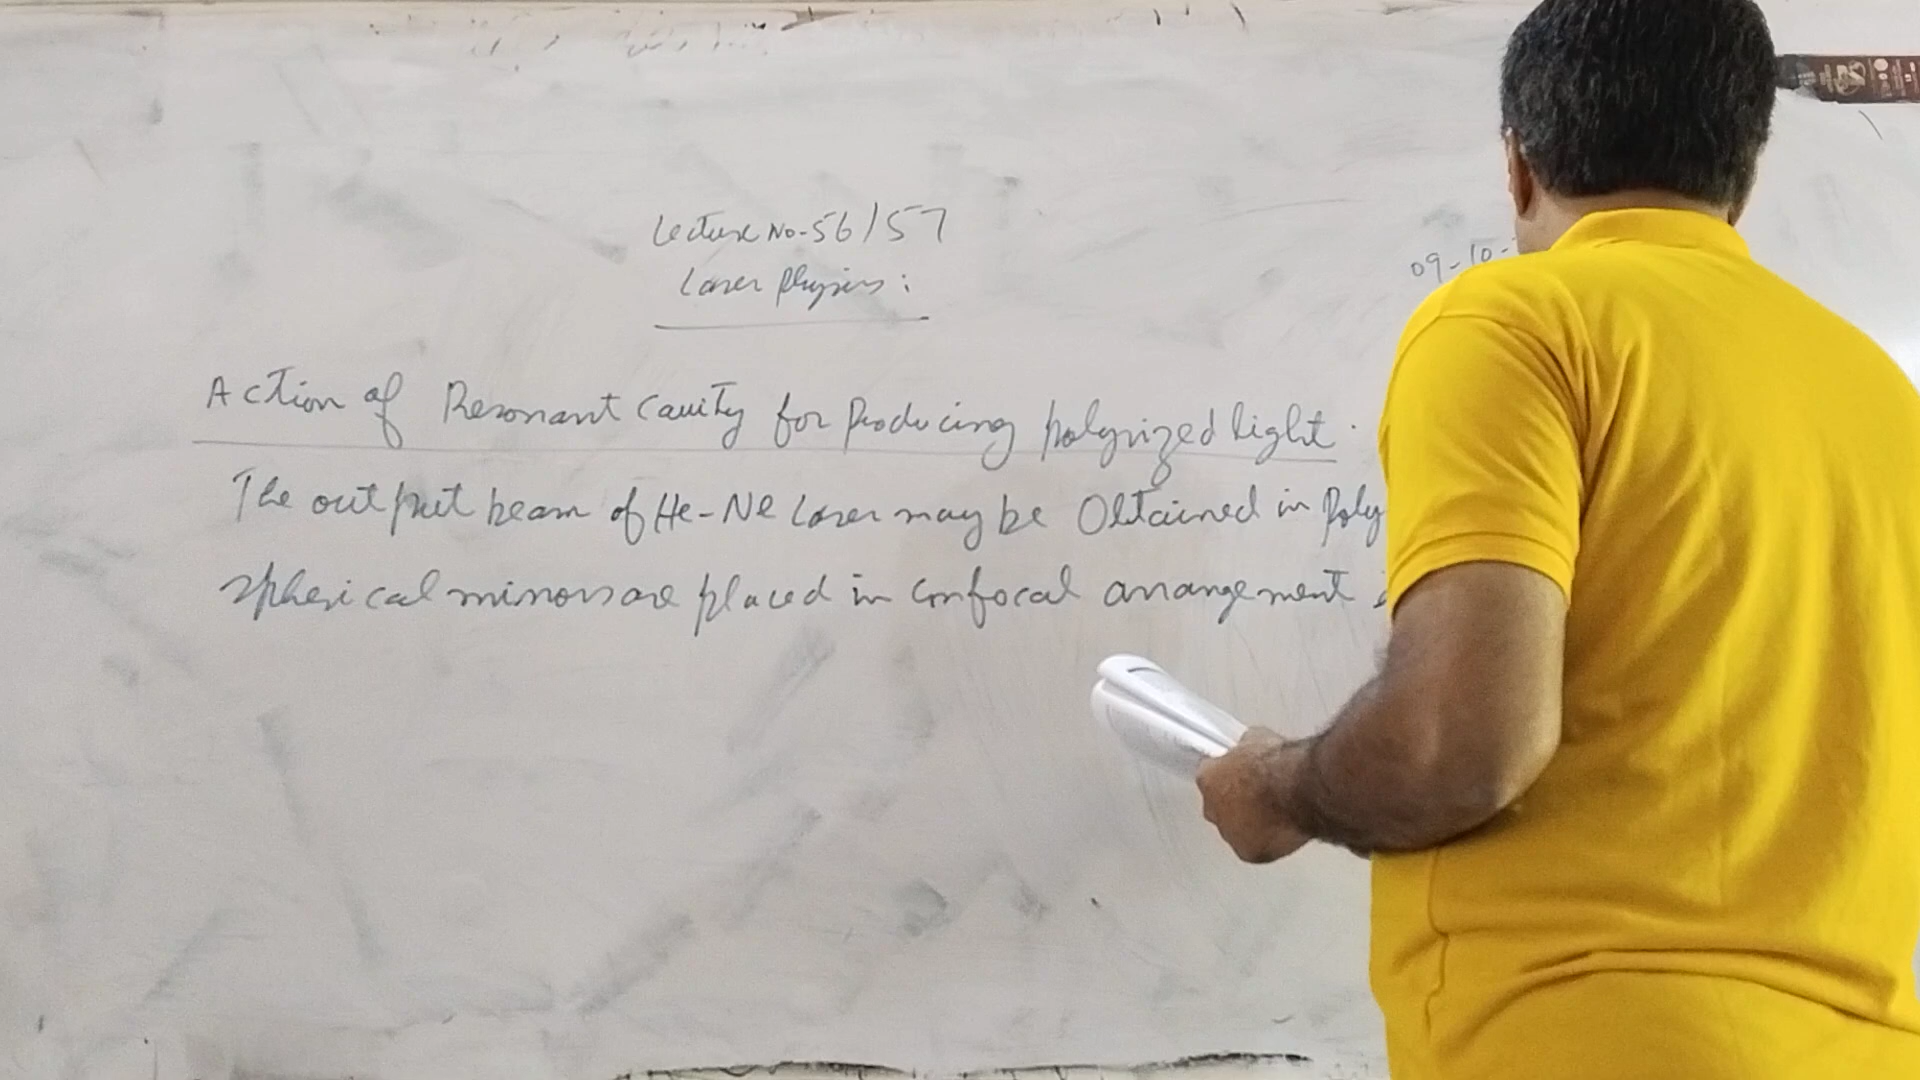 Lecture No-56/57
Laser Physics:
09-10-
Action of Resonant Cavity for Producing polyrized light.
The output beam of He-Ne Laser may be Obtained in Poly
spherical mirrors are placed in Confocal arrangement